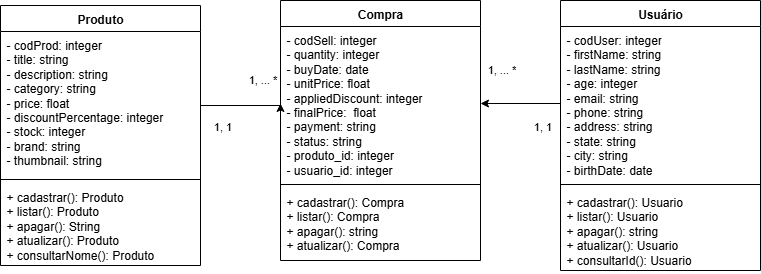 Produto
- codProd: integer
- title: string
- description: string
- category: string
- price: float
- discountPercentage: integer
- stock: integer
- brand: string
- thumbnail: string
+ cadastrar(): Produto
+ listar(): Produto
+ apagar(): String
+ atualizar(): Produto
+ consultarNome(): Produto
1, ... *
1, 1
Compra
- codSell: integer
- quantity: integer
- buyDate: date
- unitPrice: float
- appliedDiscount: integer
- finalPrice:  float
- payment: string
- status: string
- produto_id: integer
- usuario_id: integer
+ cadastrar(): Compra
+ listar(): Compra
+ apagar(): string
+ atualizar(): Compra
1, ... *
1, 1
Usuário
- codUser: integer
- firstName: string
- lastName: string
- age: integer
- email: string
- phone: string
- address: string
- state: string
- city: string
- birthDate: date
+ cadastrar(): Usuario
+ listar(): Usuario
+ apagar(): string
+ atualizar(): Usuario
+ consultarId(): Usuario